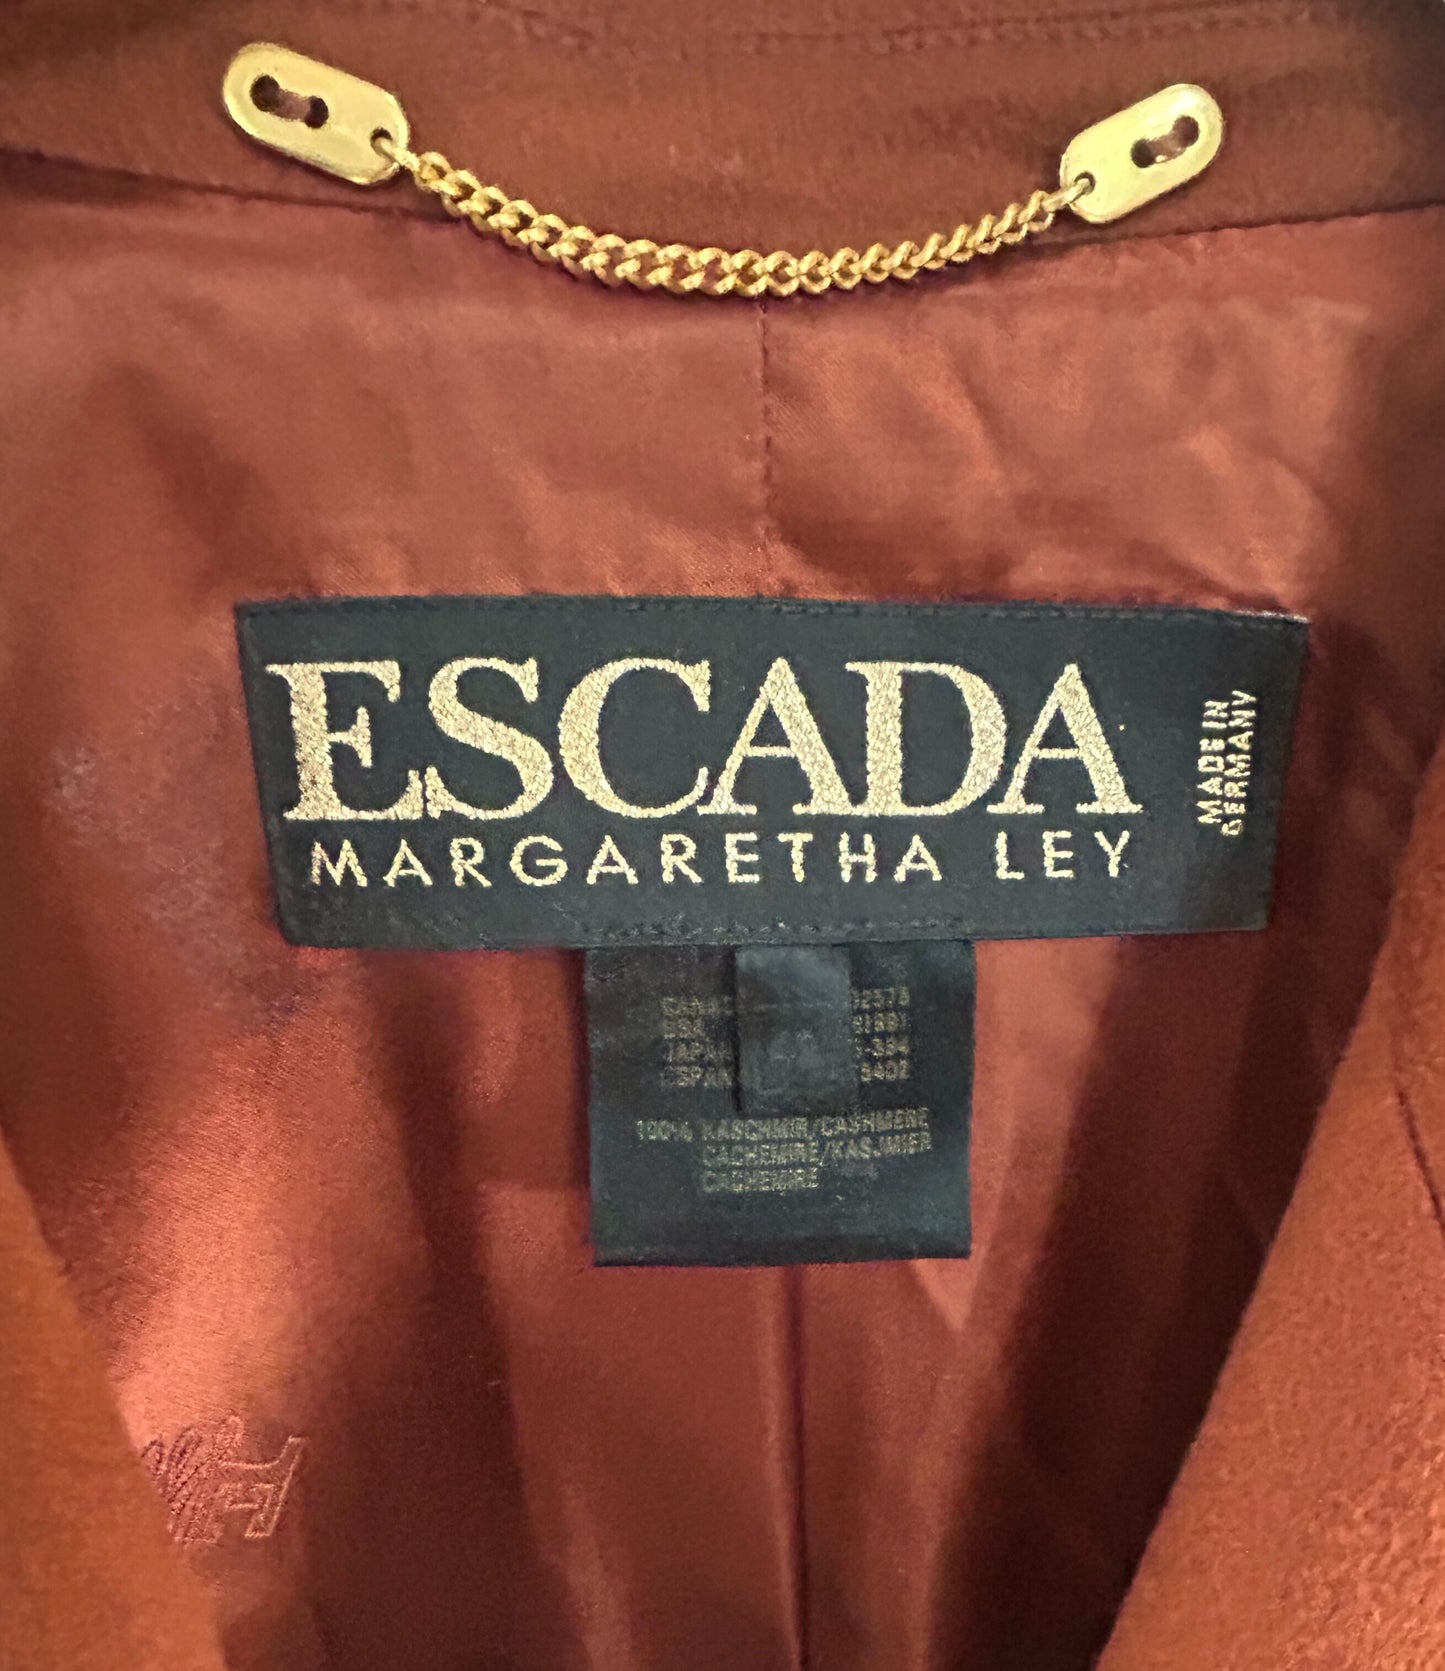 ESCADA
MARGARETHA LEY
MADE IN
GERMANY
100% KASCHMIR/CASHMERE
CACHEMIRE/KASJMIER
CACHEMIRE